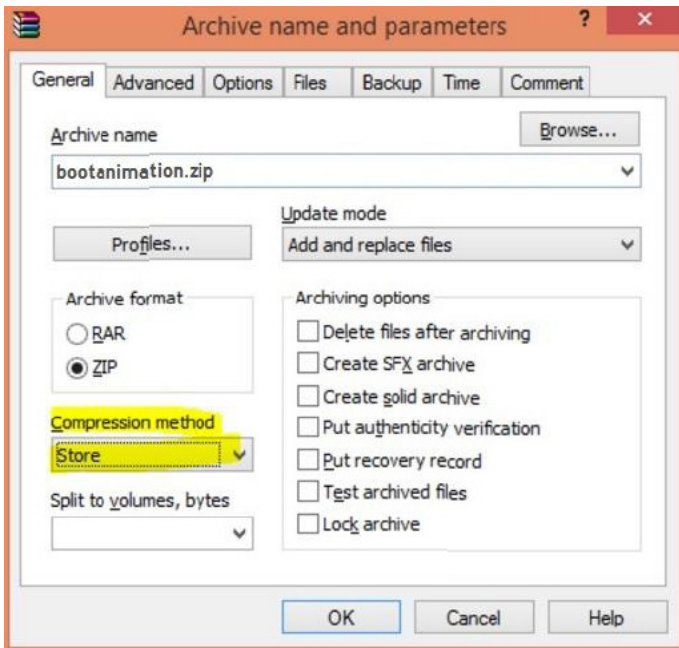 Archive name and parameters ? ×
General Advanced Options Files Backup Time Comment
Archive name
Browse...
bootanimation.zip
Profiles...
Update mode
Add and replace files
Archive format
RAR
ZIP
Compression method
Store
Split to volumes, bytes
Archiving options
Delete files after archiving
Create SFX archive
Create solid archive
Put authenticity verification
Put recovery record
Test archived files
Lock archive
OK Cancel Help